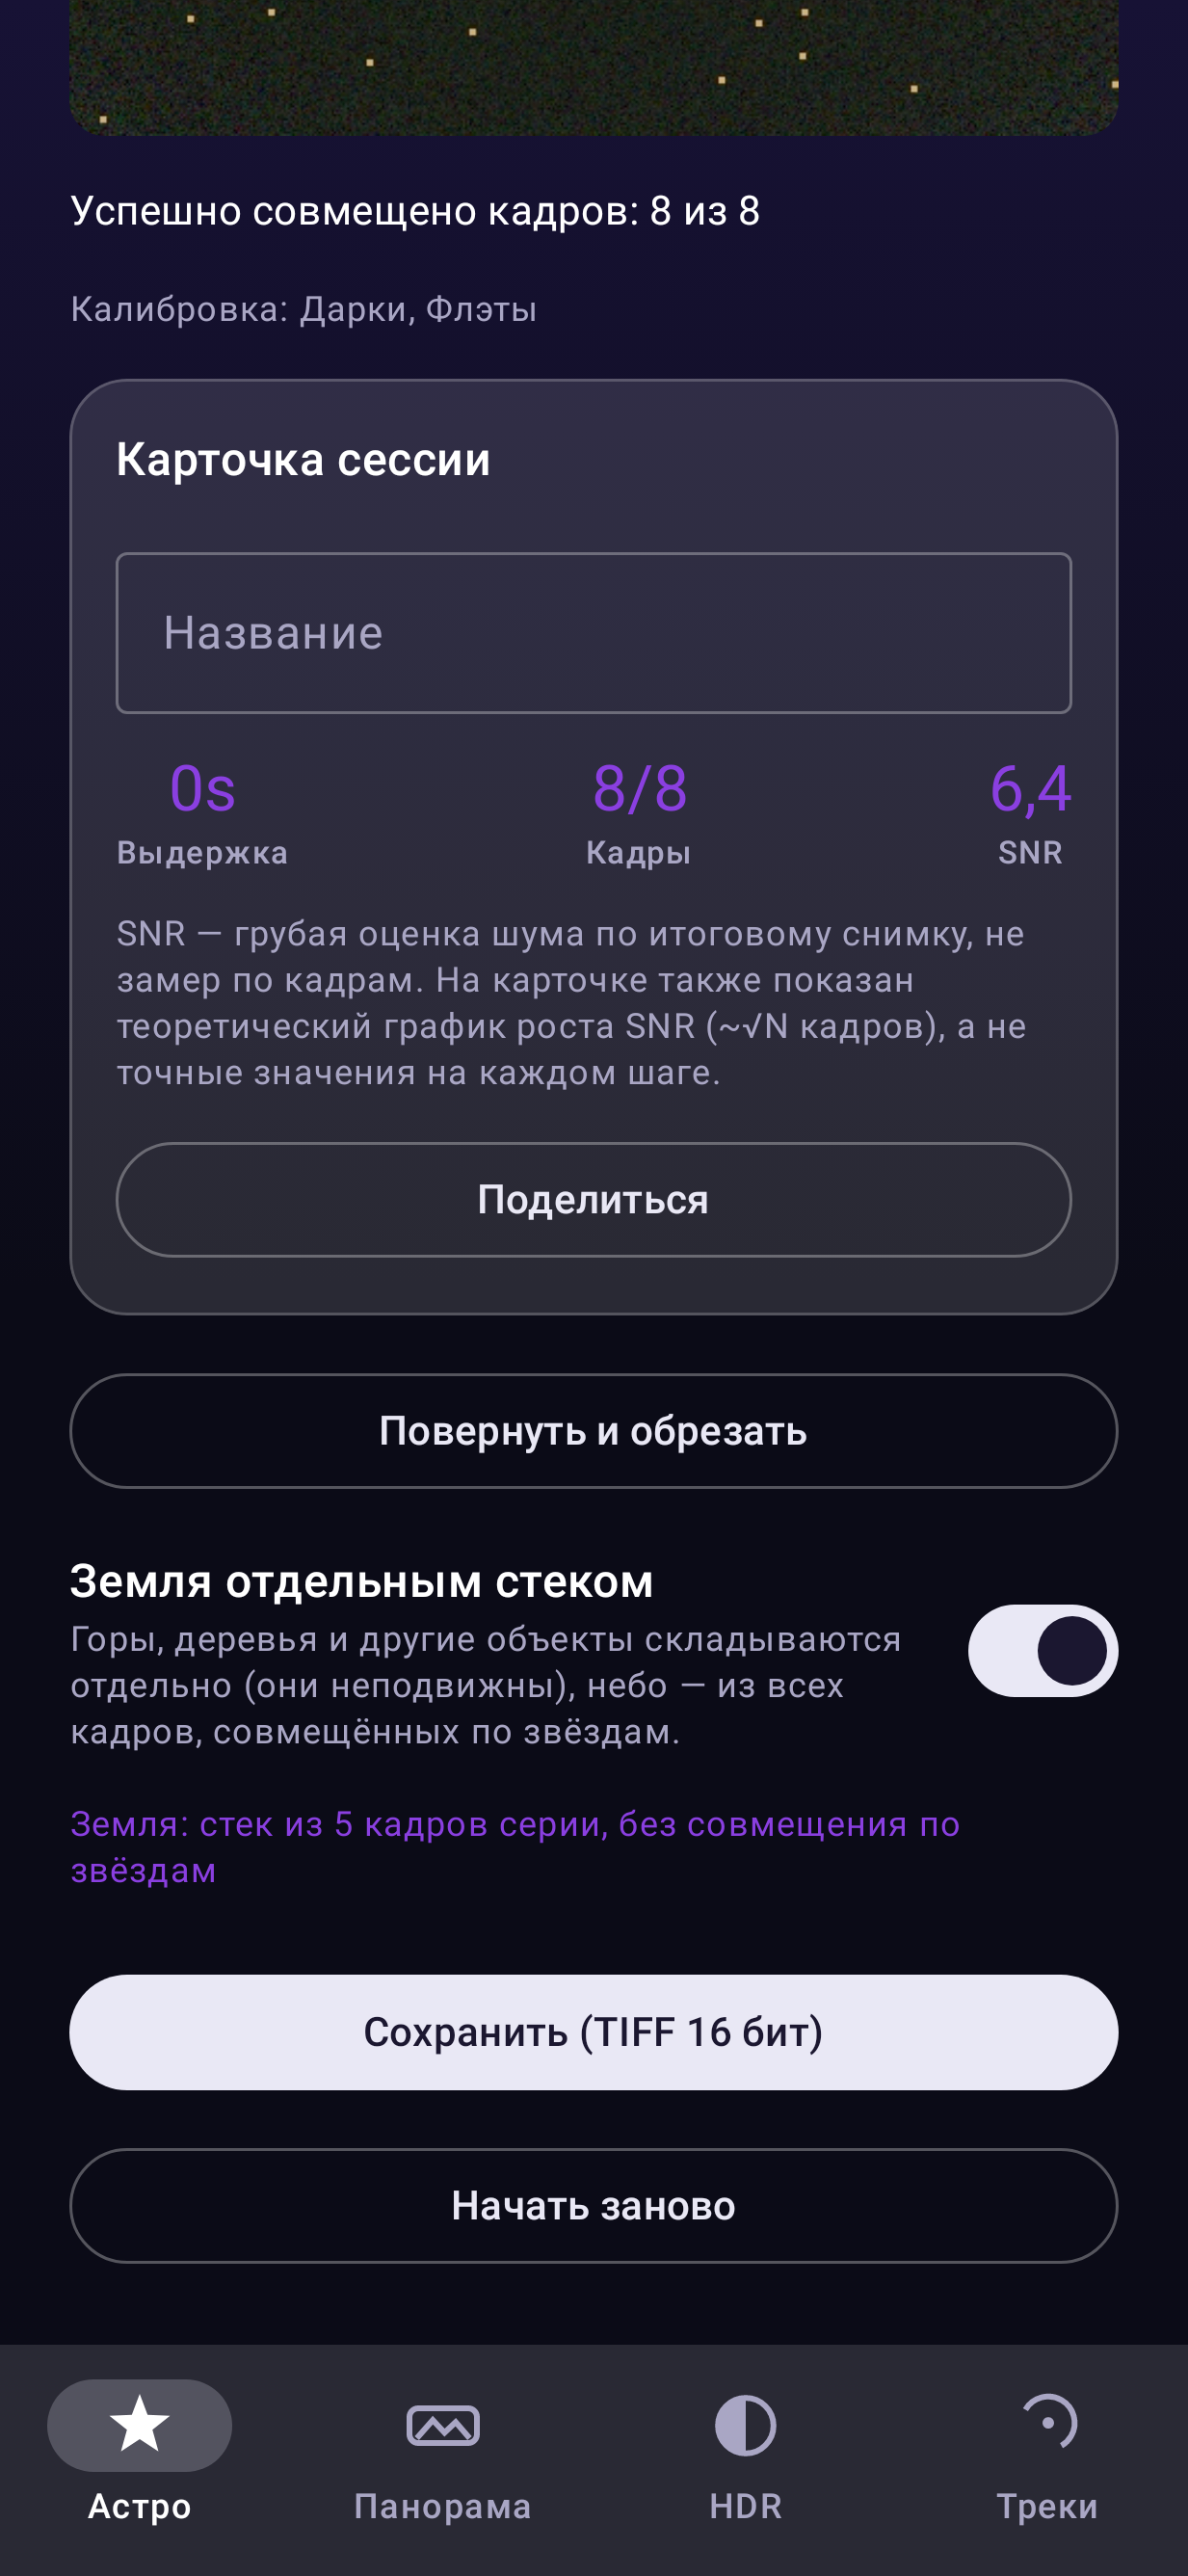 Успешно совмещено кадров: 8 из 8
Калибровка: Дарки, Флэты
Карточка сессии
Название
0s 8/8 6,4
Выдержка Кадры SNR
SNR — грубая оценка шума по итоговому снимку, не
замер по кадрам. На карточке также показан
теоретический график роста SNR (~√N кадров), а не
точные значения на каждом шаге.
Поделиться
Повернуть и обрезать
Земля отдельным стеком
Горы, деревья и другие объекты складываются
отдельно (они неподвижны), небо — из всех
кадров, совмещённых по звёздам.
Земля: стек из 5 кадров серии, без совмещения по
звёздам
Сохранить (TIFF 16 бит)
Начать заново
Астро Панорама HDR Треки